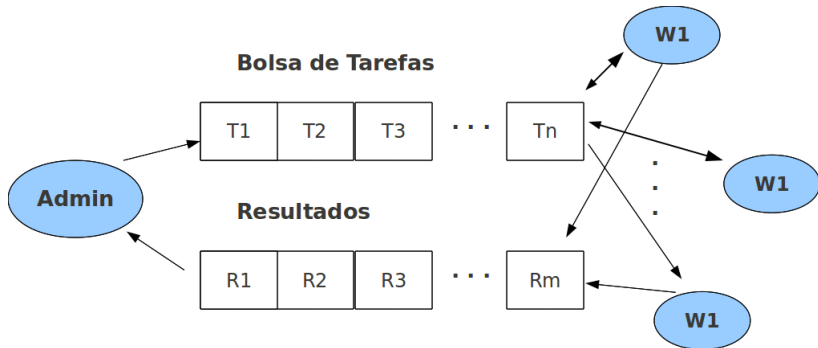 W1
Bolsa de Tarefas
T1 T2 T3 . . . Tn
Admin
W1
.
.
.
Resultados
R1 R2 R3 . . . Rm
W1